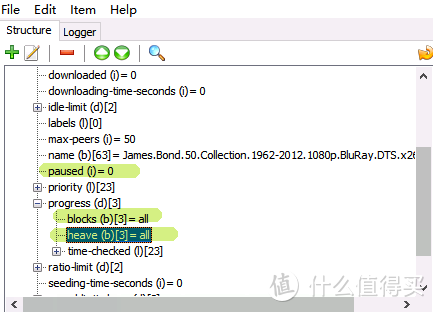 File Edit Item Help
Structure Logger
downloaded (i)= 0
downloading-time-seconds (i)= 0
idle-limit (d)[2]
labels (l)[0]
max-peers (i)= 50
name (b)[63]= James.Bond.50.Collection.1962-2012.1080p.BluRay.DTS.x26
paused (i)= 0
priority (l)[23]
progress (d)[3]
blocks (b)[3]= all
heave (b)[3]= all
time-checked (l)[23]
ratio-limit (d)[2]
seeding-time-seconds (i)= 0
值 什么值得买